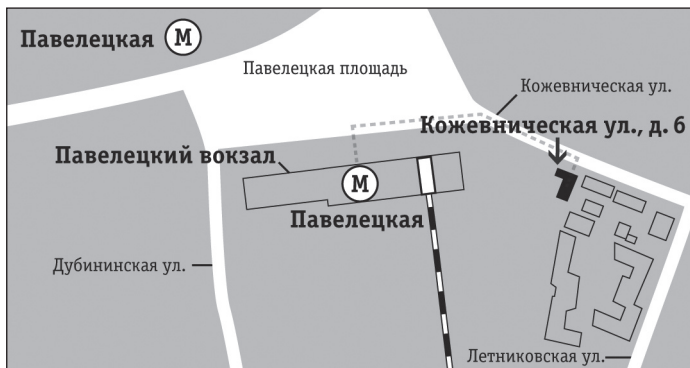 Павелецкая М
Павелецкая площадь
Кожевническая ул.
Кожевническая ул., д. 6
Павелецкий вокзал
М
Павелецкая
Дубининская ул.
Летниковская ул.